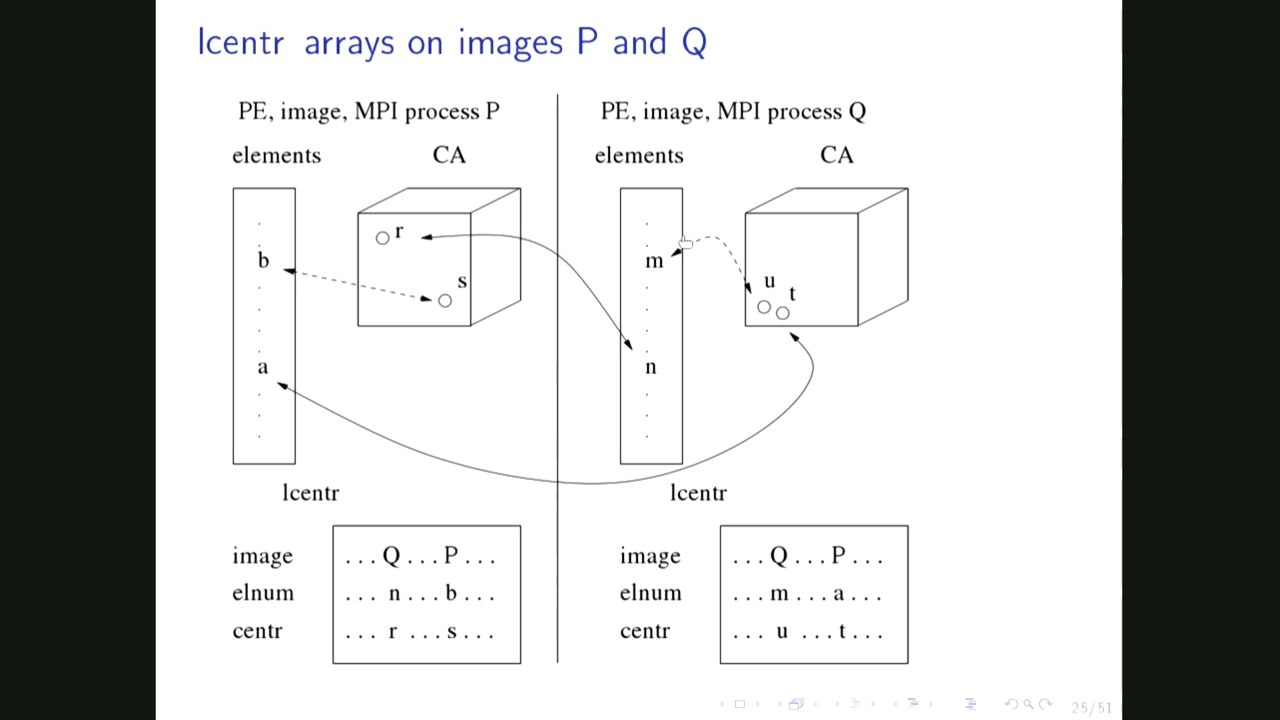 lcentr arrays on images P and Q
PE, image, MPI process P
PE, image, MPI process Q
elements CA
elements CA
r
b
s
a
m
u
t
n
lcentr
lcentr
image ...Q...P...
elnum ... n...b...
centr ... r ...s...
image ...Q...P...
elnum ...m...a...
centr ... u ...t...
25/51